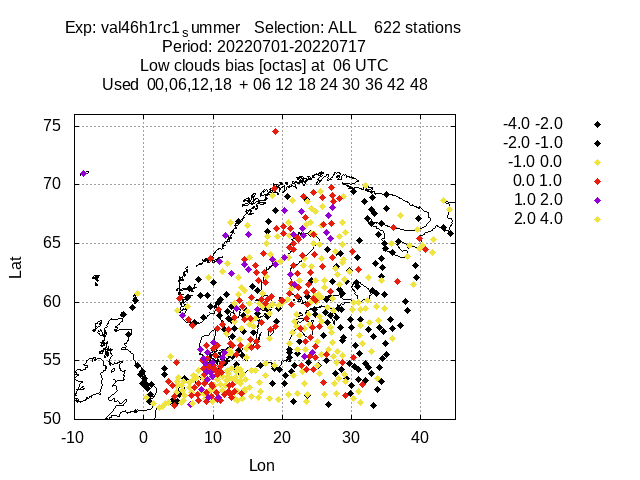 Exp: val46h1rc1ₛummer Selection: ALL 622 stations
Period: 20220701-20220717
Low clouds bias [octas] at 06 UTC
Used 00,06,12,18 + 06 12 18 24 30 36 42 48
-4.0 -2.0
-2.0 -1.0
-1.0 0.0
0.0 1.0
1.0 2.0
2.0 4.0
75
70
65
60
55
50
Lat
-10 0 10 20 30 40
Lon